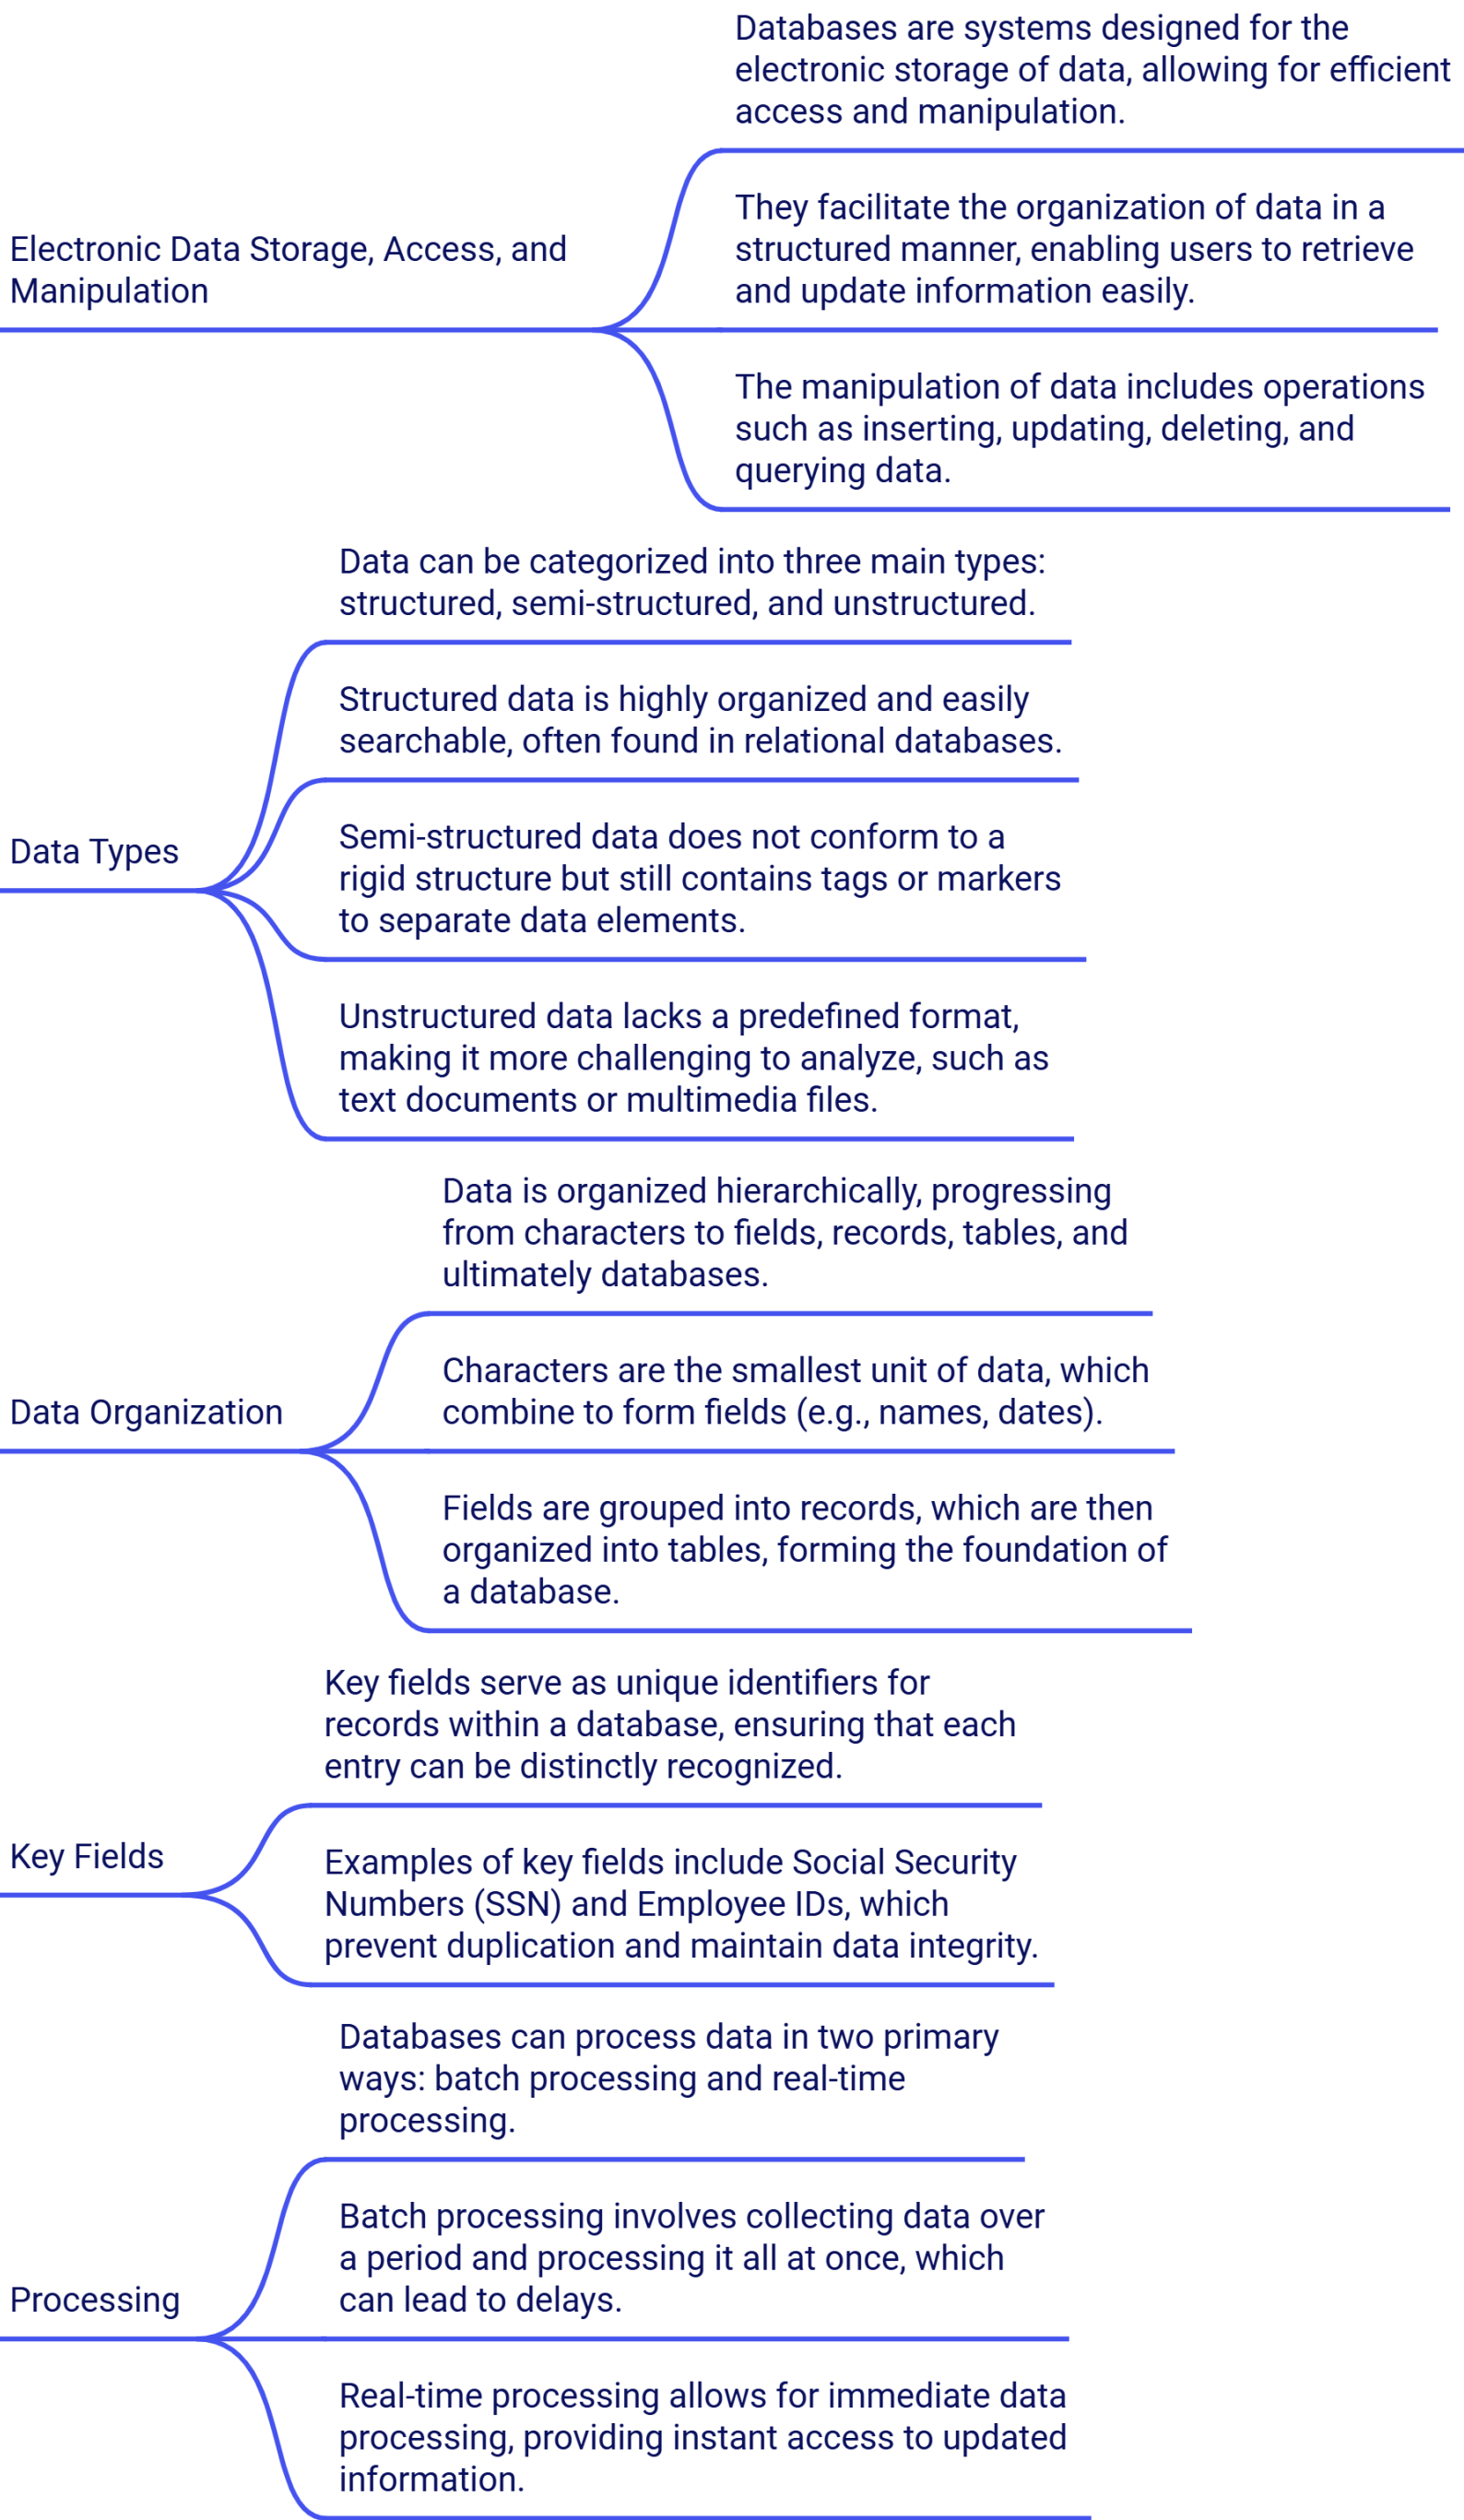 Databases are systems designed for the
electronic storage of data, allowing for efficient
access and manipulation.
Electronic Data Storage, Access, and
Manipulation
They facilitate the organization of data in a
structured manner, enabling users to retrieve
and update information easily.
The manipulation of data includes operations
such as inserting, updating, deleting, and
querying data.
Data Types
Data can be categorized into three main types:
structured, semi-structured, and unstructured.
Structured data is highly organized and easily
searchable, often found in relational databases.
Semi-structured data does not conform to a
rigid structure but still contains tags or markers
to separate data elements.
Unstructured data lacks a predefined format,
making it more challenging to analyze, such as
text documents or multimedia files.
Data Organization
Data is organized hierarchically, progressing
from characters to fields, records, tables, and
ultimately databases.
Characters are the smallest unit of data, which
combine to form fields (e.g., names, dates).
Fields are grouped into records, which are then
organized into tables, forming the foundation of
a database.
Key Fields
Key fields serve as unique identifiers for
records within a database, ensuring that each
entry can be distinctly recognized.
Examples of key fields include Social Security
Numbers (SSN) and Employee IDs, which
prevent duplication and maintain data integrity.
Processing
Databases can process data in two primary
ways: batch processing and real-time
processing.
Batch processing involves collecting data over
a period and processing it all at once, which
can lead to delays.
Real-time processing allows for immediate data
processing, providing instant access to updated
information.